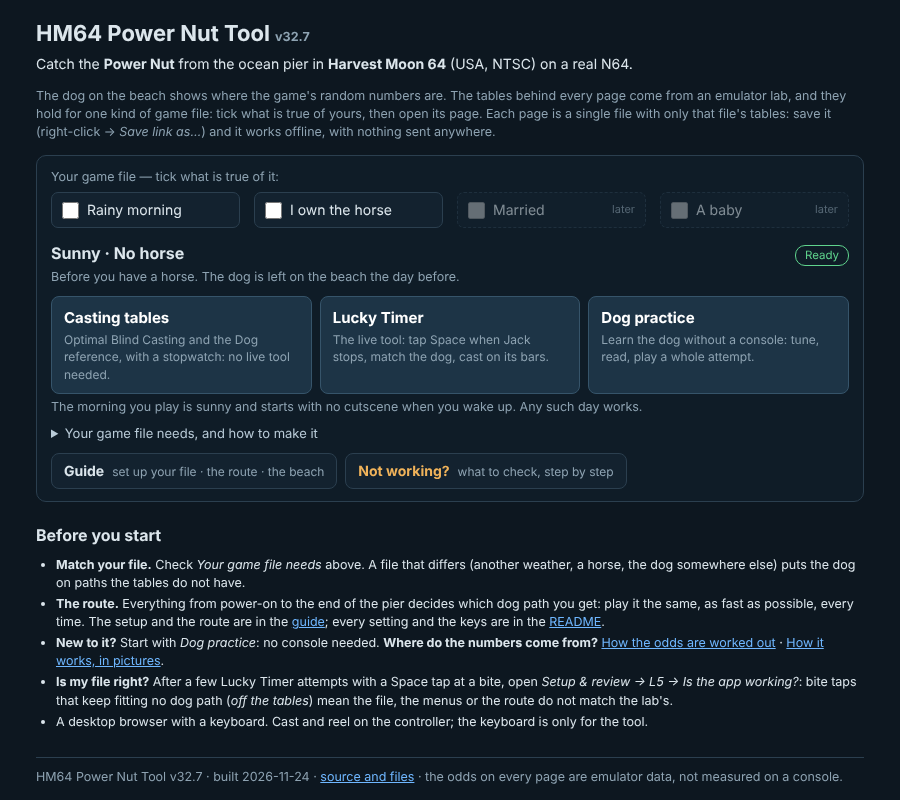 HM64 Power Nut Tool v32.7
Catch the Power Nut from the ocean pier in Harvest Moon 64 (USA, NTSC) on a real N64.
The dog on the beach shows where the game's random numbers are. The tables behind every page come from an emulator lab, and they
hold for one kind of game file: tick what is true of yours, then open its page. Each page is a single file with only that file's tables: save it
(right-click → Save link as...) and it works offline, with nothing sent anywhere.
Your game file — tick what is true of it:
Rainy morning
I own the horse
Married later
A baby later
Sunny · No horse
Ready
Before you have a horse. The dog is left on the beach the day before.
Casting tables
Optimal Blind Casting and the Dog
reference, with a stopwatch: no live tool
needed.
Lucky Timer
The live tool: tap Space when Jack
stops, match the dog, cast on its bars.
Dog practice
Learn the dog without a console: tune,
read, play a whole attempt.
The morning you play is sunny and starts with no cutscene when you wake up. Any such day works.
▶ Your game file needs, and how to make it
Guide set up your file · the route · the beach
Not working? what to check, step by step
Before you start
• Match your file. Check Your game file needs above. A file that differs (another weather, a horse, the dog somewhere else) puts the dog
on paths the tables do not have.
• The route. Everything from power-on to the end of the pier decides which dog path you get: play it the same, as fast as possible, every
time. The setup and the route are in the guide; every setting and the keys are in the README.
• New to it? Start with Dog practice: no console needed. Where do the numbers come from? How the odds are worked out · How it
works, in pictures.
• Is my file right? After a few Lucky Timer attempts with a Space tap at a bite, open Setup & review → L5 → Is the app working?: bite taps
that keep fitting no dog path (off the tables) mean the file, the menus or the route do not match the lab's.
• A desktop browser with a keyboard. Cast and reel on the controller; the keyboard is only for the tool.
HM64 Power Nut Tool v32.7 · built 2026-11-24 · source and files · the odds on every page are emulator data, not measured on a console.